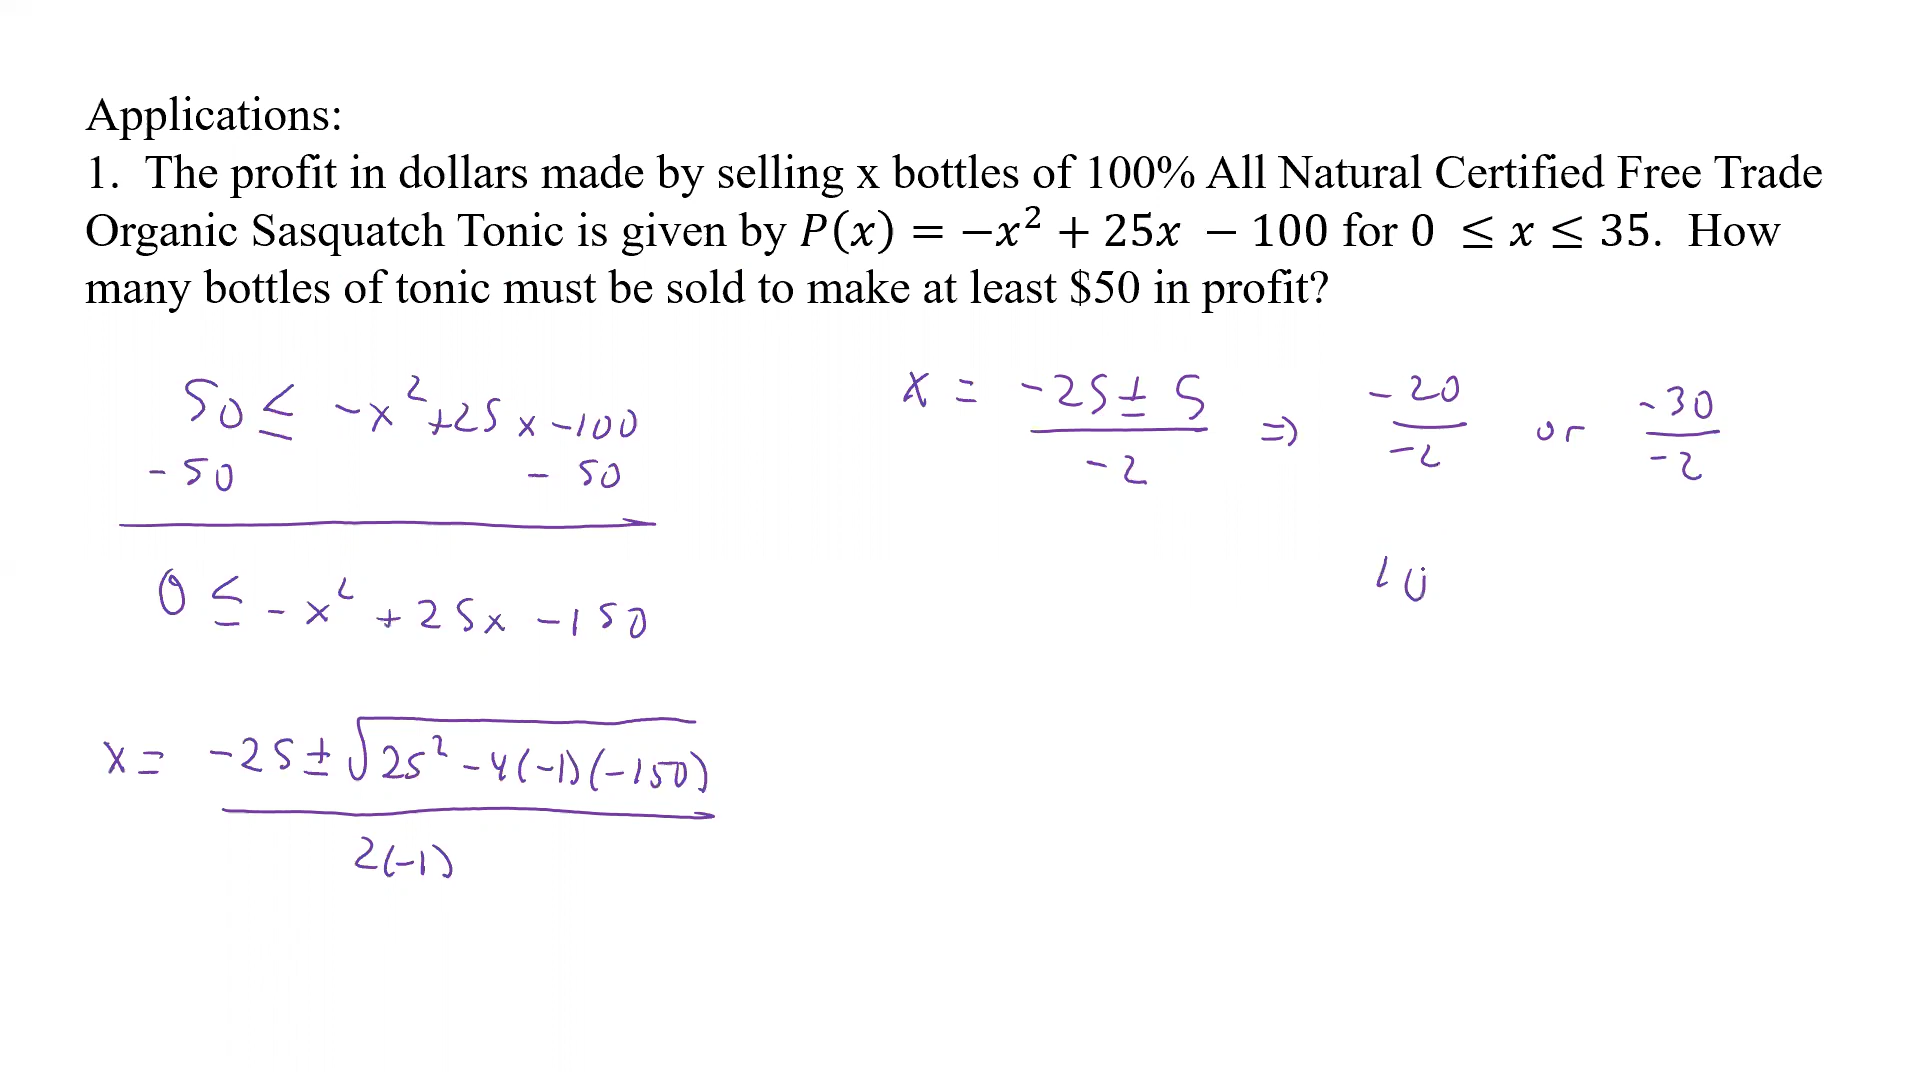 Applications:
1. The profit in dollars made by selling x bottles of 100% All Natural Certified Free Trade
Organic Sasquatch Tonic is given by P(x) = −x² + 25x − 100 for 0 ≤ x ≤ 35. How
many bottles of tonic must be sold to make at least $50 in profit?
50 ≤ -x² +25x -100
-50 - 50
0 ≤ -x² + 25x -150
x = (-25 ± √(25² -4(-1)(-150))) / 2(-1)
x = (-25 ± 5) / -2 ⇒ -20/-2 or -30/-2
10